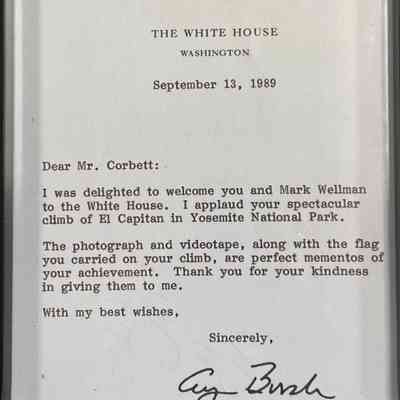 THE WHITE HOUSE
WASHINGTON
September 13, 1989
Dear Mr. Corbett:
I was delighted to welcome you and Mark Wellman
to the White House. I applaud your spectacular
climb of El Capitan in Yosemite National Park.
The photograph and videotape, along with the flag
you carried on your climb, are perfect mementos of
your achievement. Thank you for your kindness
in giving them to me.
With my best wishes,
Sincerely,
Bush